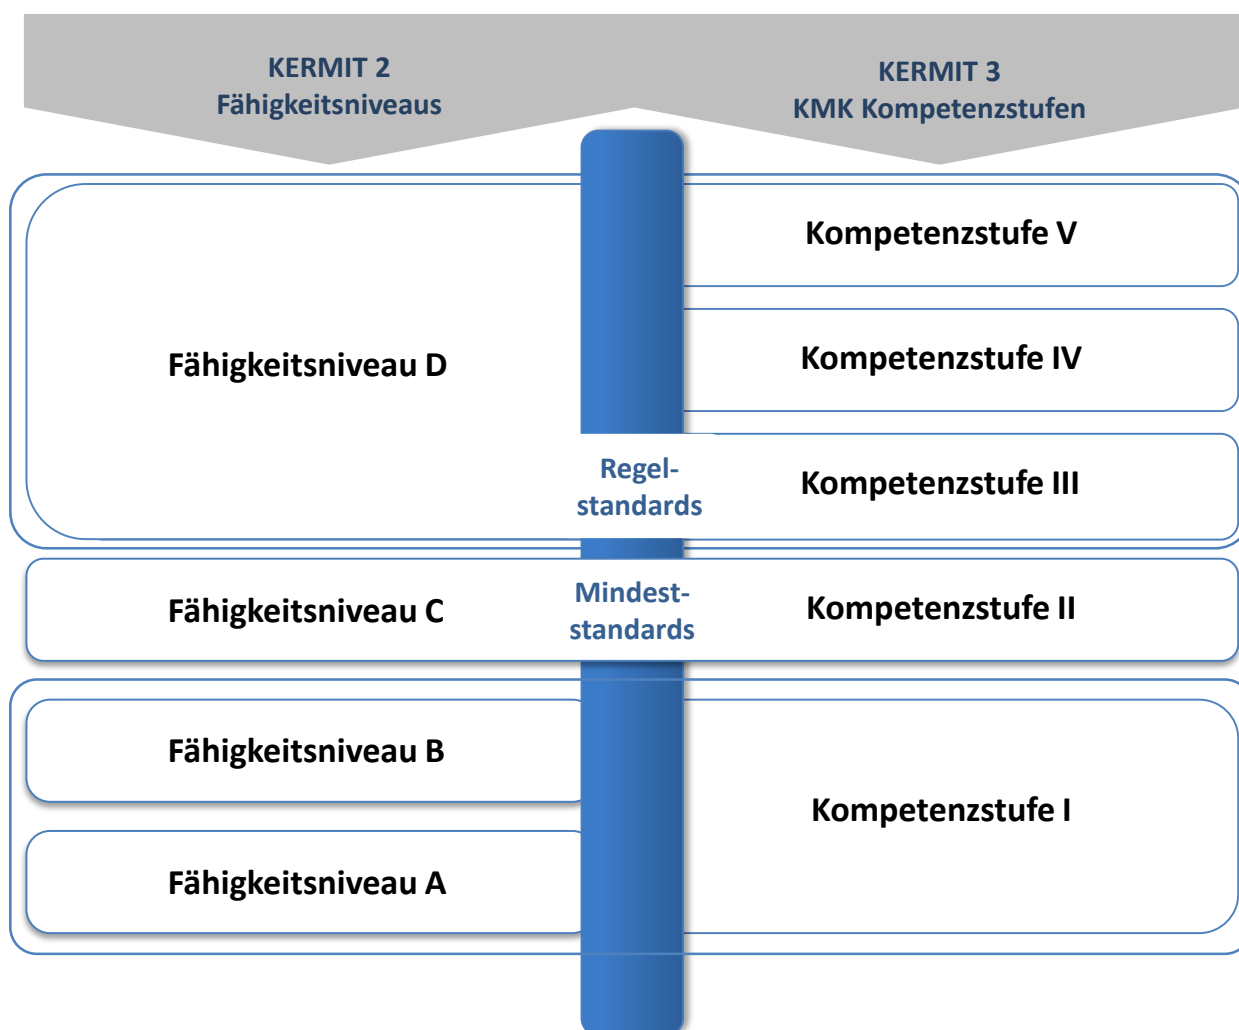 KERMIT 2
Fähigkeitsniveaus
KERMIT 3
KMK Kompetenzstufen
Kompetenzstufe V
Fähigkeitsniveau D
Kompetenzstufe IV
Regel-
standards
Kompetenzstufe III
Fähigkeitsniveau C
Mindest-
standards
Kompetenzstufe II
Fähigkeitsniveau B
Kompetenzstufe I
Fähigkeitsniveau A